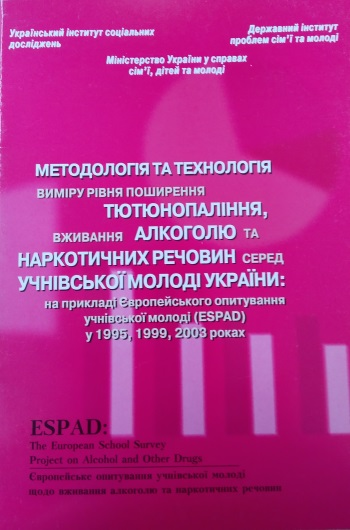 Український інститут соціальних
досліджень
Державний інститут
проблем сім'ї та молоді
Міністерство України у справах
сім'ї, дітей та молоді
МЕТОДОЛОГІЯ ТА ТЕХНОЛОГІЯ
ВИМІРУ РІВНЯ ПОШИРЕННЯ
ТЮТЮНОПАЛІННЯ,
ВЖИВАННЯ АЛКОГОЛЮ ТА
НАРКОТИЧНИХ РЕЧОВИН СЕРЕД
УЧНІВСЬКОЇ МОЛОДІ УКРАЇНИ:
на прикладі Європейського опитування
учнівської молоді (ESPAD)
у 1995, 1999, 2003 роках
ESPAD:
The European School Survey
Project on Alcohol and Other Drugs
Європейське опитування учнівської молоді
щодо вживання алкоголю та наркотичних речовин